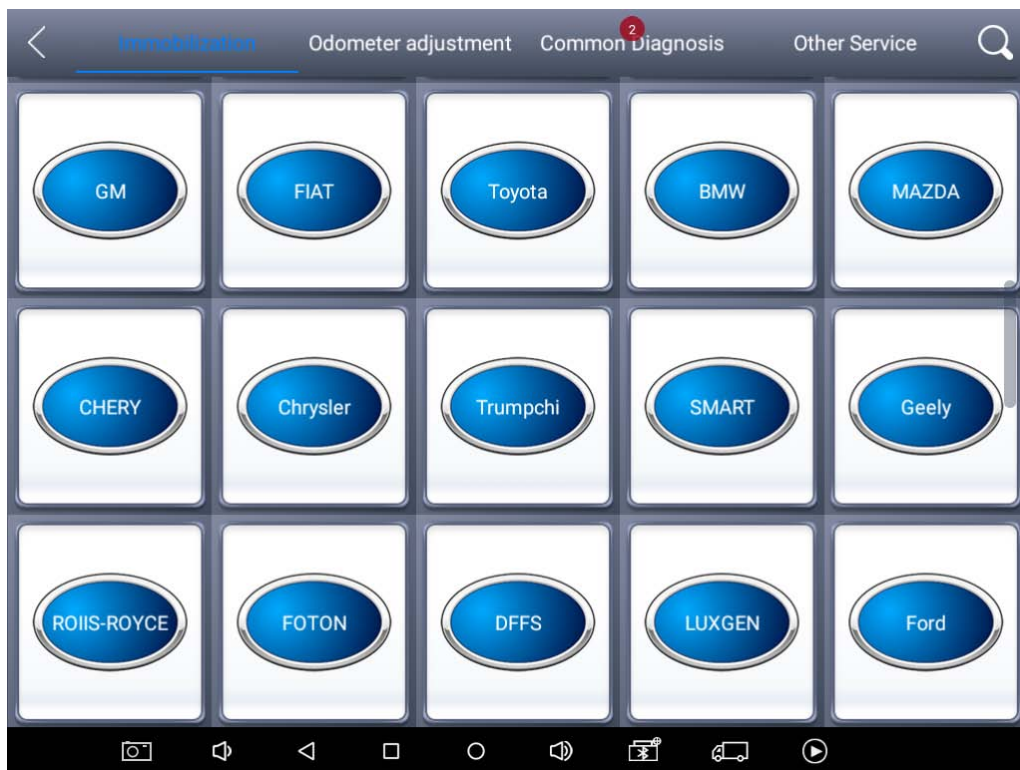 Immobilization Odometer adjustment Common Diagnosis 2 Other Service
GM FIAT Toyota BMW MAZDA
CHERY Chrysler Trumpchi SMART Geely
ROIIS-ROYCE FOTON DFFS LUXGEN Ford